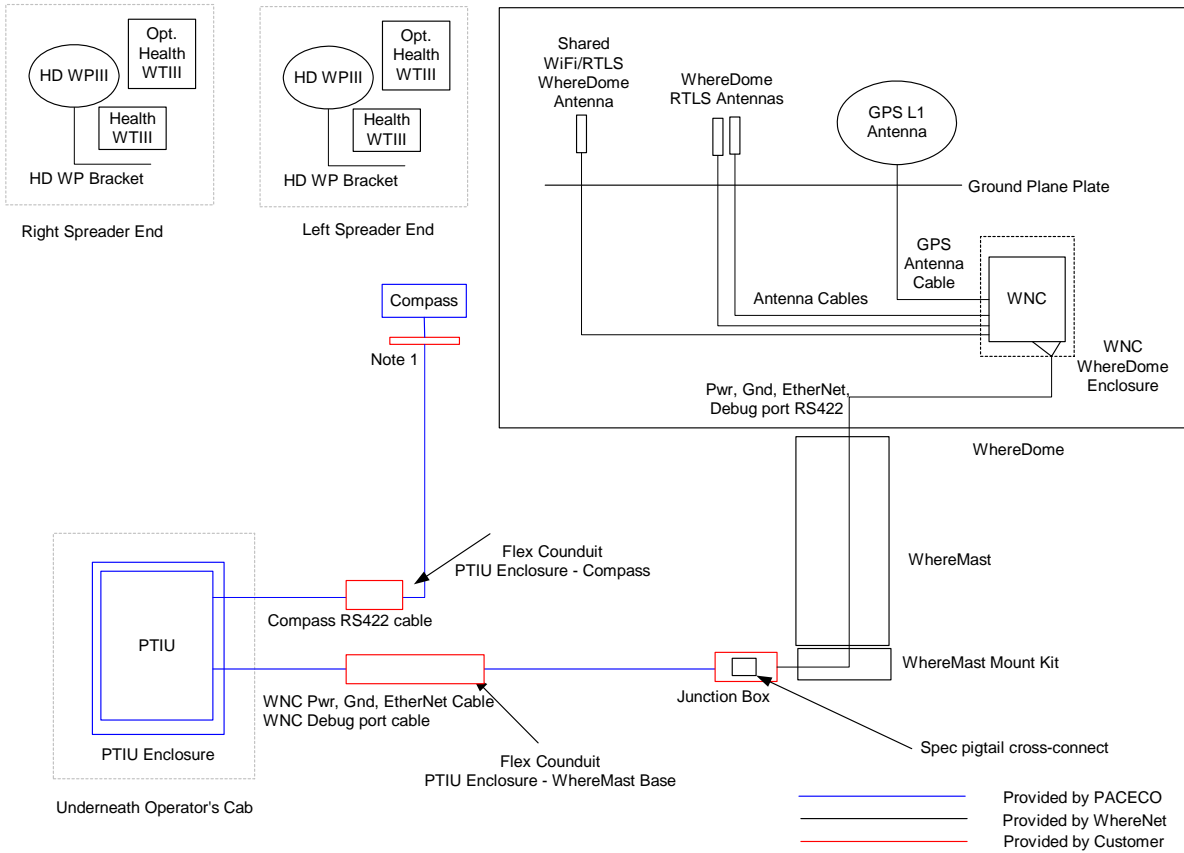 Opt.
Health
WTIII
HD WPIII
Health
WTIII
HD WP Bracket
Right Spreader End
Opt.
Health
WTIII
HD WPIII
Health
WTIII
HD WP Bracket
Left Spreader End
Shared
WiFi/RTLS
WhereDome
Antenna
WhereDome
RTLS Antennas
GPS L1
Antenna
Ground Plane Plate
GPS
Antenna
Cable
Antenna Cables
WNC
WNC
WhereDome
Enclosure
Pwr, Gnd, EtherNet,
Debug port RS422
WhereDome
Compass
Note 1
WhereMast
Flex Counduit
PTIU Enclosure - Compass
Compass RS422 cable
PTIU
WhereMast Mount Kit
Junction Box
WNC Pwr, Gnd, EtherNet Cable
WNC Debug port cable
PTIU Enclosure
Spec pigtail cross-connect
Flex Counduit
PTIU Enclosure - WhereMast Base
Underneath Operator's Cab
Provided by PACECO
Provided by WhereNet
Provided by Customer